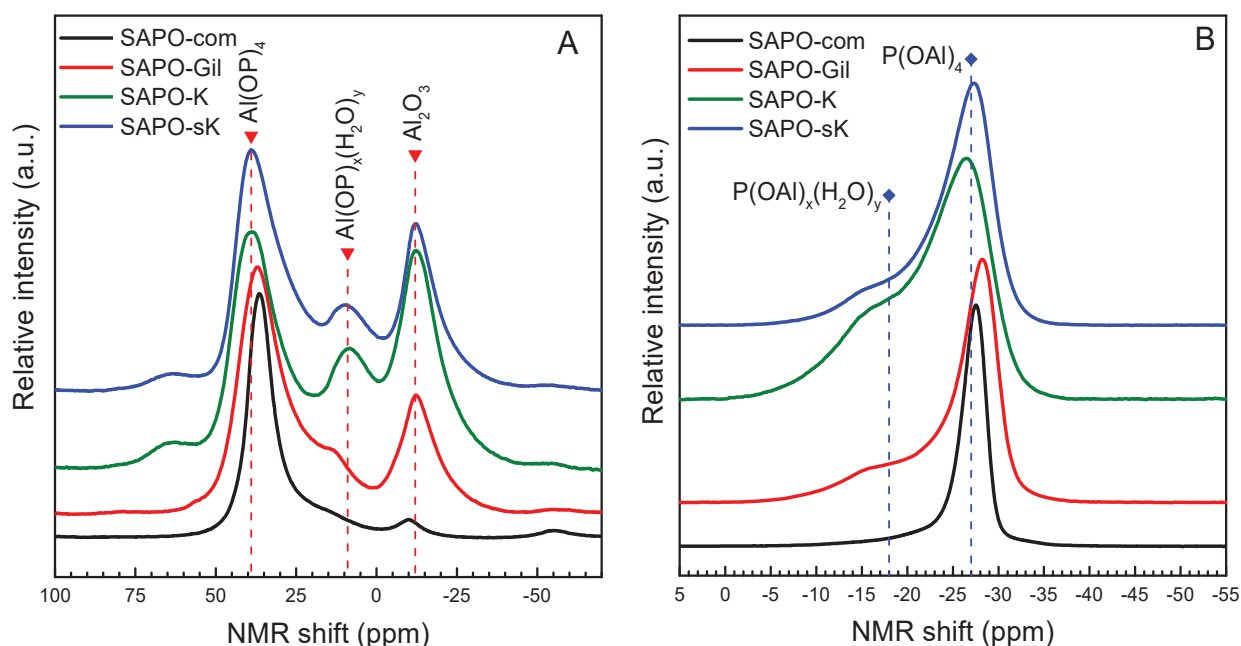 A
SAPO-com
SAPO-Gil
SAPO-K
SAPO-sK
Al(OP)₄
Al(OP)ₓ(H₂O)ᵧ
Al₂O₃
Relative intensity (a.u.)
100 75 50 25 0 -25 -50
NMR shift (ppm)
B
SAPO-com
SAPO-Gil
SAPO-K
SAPO-sK
P(OAl)₄
P(OAl)ₓ(H₂O)ᵧ
Relative intensity (a.u.)
5 0 -5 -10 -15 -20 -25 -30 -35 -40 -45 -50 -55
NMR shift (ppm)